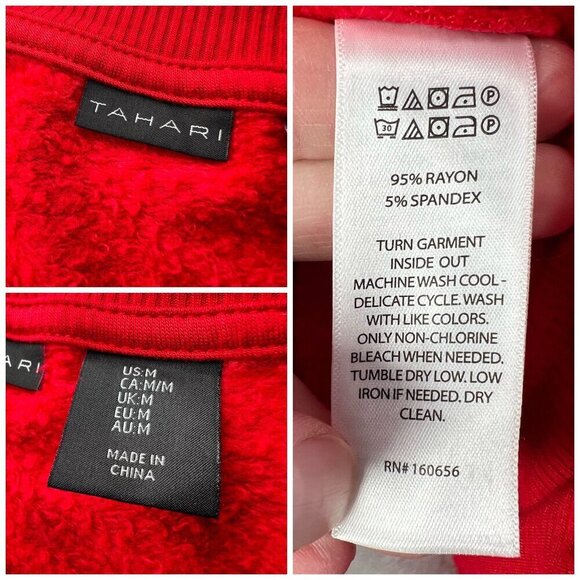 TAHARI
ARI
US:M
CA:M/M
UK:M
EU:M
AU:M
MADE IN
CHINA
P
30 P
95% RAYON
5% SPANDEX
TURN GARMENT
INSIDE OUT
MACHINE WASH COOL -
DELICATE CYCLE. WASH
WITH LIKE COLORS.
ONLY NON-CHLORINE
BLEACH WHEN NEEDED.
TUMBLE DRY LOW. LOW
IRON IF NEEDED. DRY
CLEAN.
RN# 160656